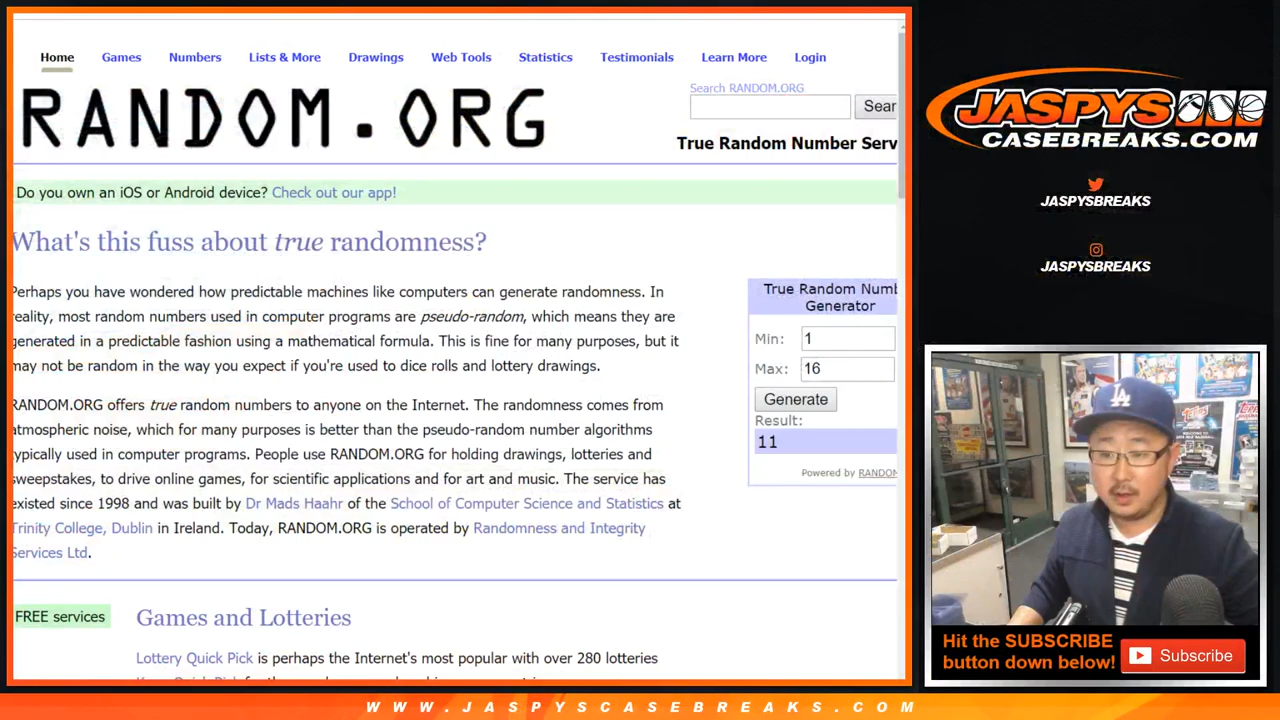 Home Games Numbers Lists & More Drawings Web Tools Statistics Testimonials Learn More Login
RANDOM.ORG
Search RANDOM.ORG
Sear
True Random Number Serv
Do you own an iOS or Android device? Check out our app!
What's this fuss about true randomness?
Perhaps you have wondered how predictable machines like computers can generate randomness. In
reality, most random numbers used in computer programs are pseudo-random, which means they are
generated in a predictable fashion using a mathematical formula. This is fine for many purposes, but it
may not be random in the way you expect if you're used to dice rolls and lottery drawings.
RANDOM.ORG offers true random numbers to anyone on the Internet. The randomness comes from
atmospheric noise, which for many purposes is better than the pseudo-random number algorithms
typically used in computer programs. People use RANDOM.ORG for holding drawings, lotteries and
sweepstakes, to drive online games, for scientific applications and for art and music. The service has
existed since 1998 and was built by Dr Mads Haahr of the School of Computer Science and Statistics at
Trinity College, Dublin in Ireland. Today, RANDOM.ORG is operated by Randomness and Integrity
Services Ltd.
True Random Numb
Generator
Min: 1
Max: 16
Generate
Result:
11
Powered by RANDOM
FREE services
Games and Lotteries
Lottery Quick Pick is perhaps the Internet's most popular with over 280 lotteries
JASPYS
CASEBREAKS.COM
JASPYSBREAKS
JASPYSBREAKS
Hit the SUBSCRIBE
button down below!
Subscribe
WWW.JASPYSCASEBREAKS.COM